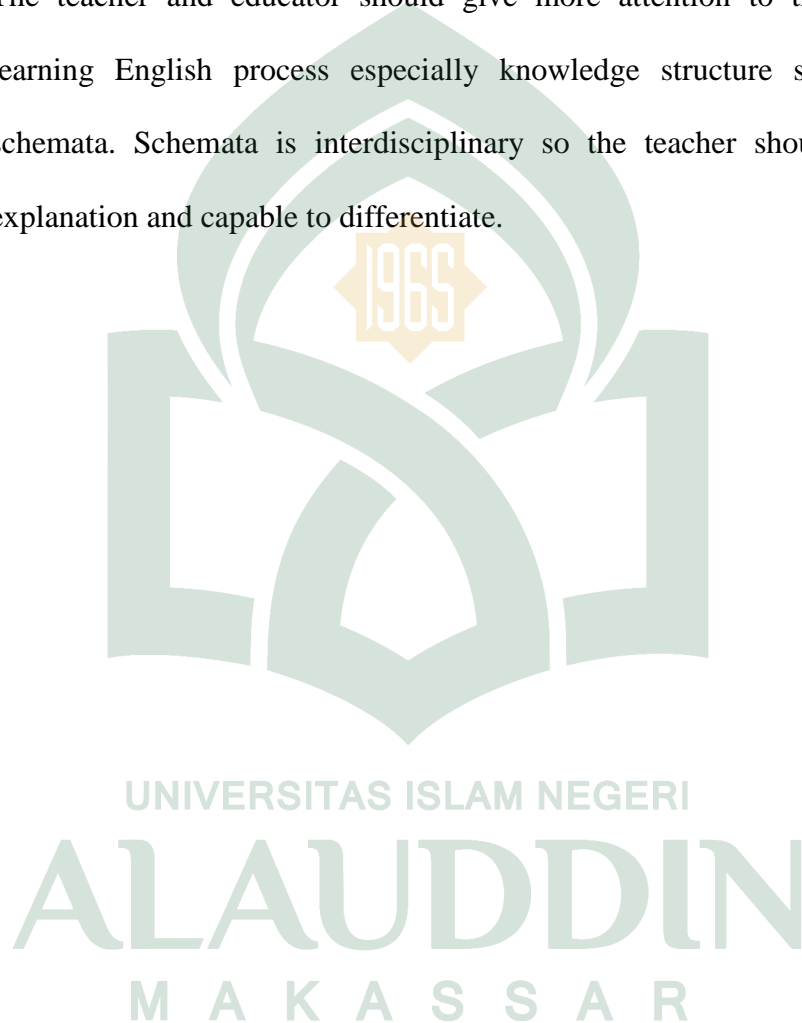 The teacher and educator should give more attention to
learning English process especially knowledge structure
schemata. Schemata is interdisciplinary so the teacher
explanation and capable to differentiate.
1965
UNIVERSITAS ISLAM NEGERI
ALAUDDIN
MAKASSAR